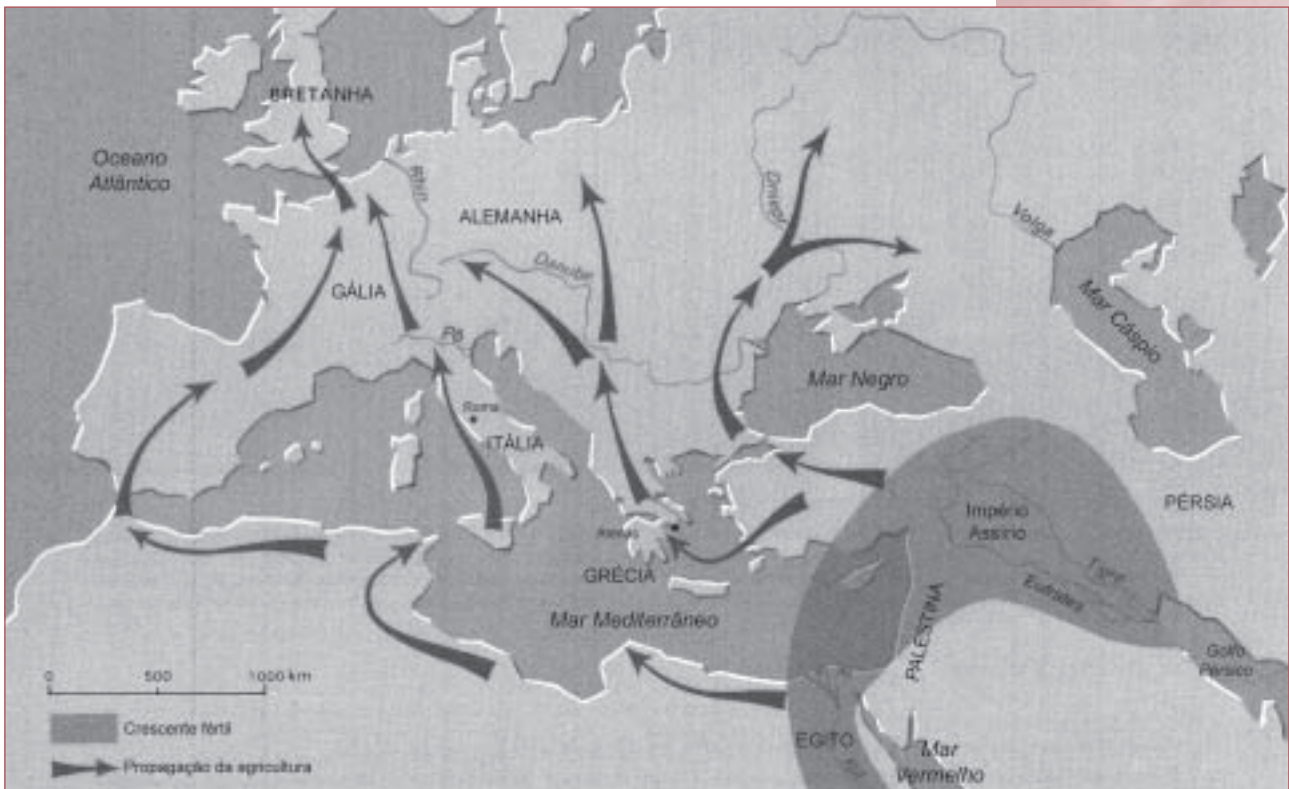 BRETANHA
Oceano
Atlântico
Reno
ALEMANHA
Dnieper
Volga
Danube
GÁLIA
Pó
Mar Cáspio
Mar Negro
Roma
ITÁLIA
PÉRSIA
Império
Assírio
Atenas
Tigre
GRÉCIA
Eufrates
Mar Mediterrâneo
PALESTINA
Golfo
Pérsico
0 500 1000 km
Crescente fértil
EGITO
Nilo
Mar
Vermelho
Propagação da agricultura